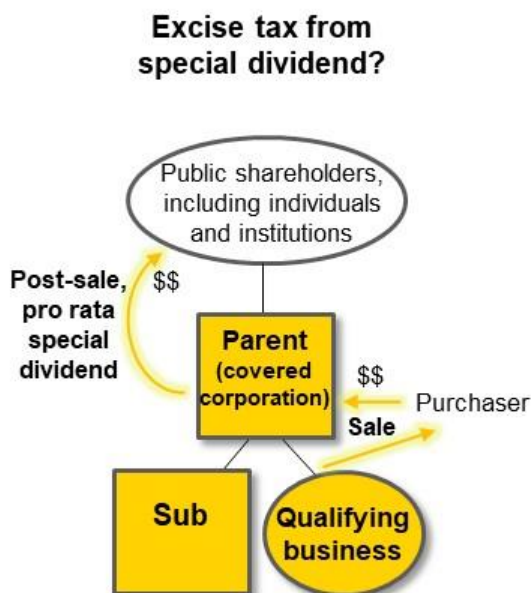 Excise tax from
special dividend?
Public shareholders,
including individuals
and institutions
Post-sale,
pro rata
special
dividend
$$
Parent
(covered
corporation)
$$
Purchaser
Sale
Sub
Qualifying
business